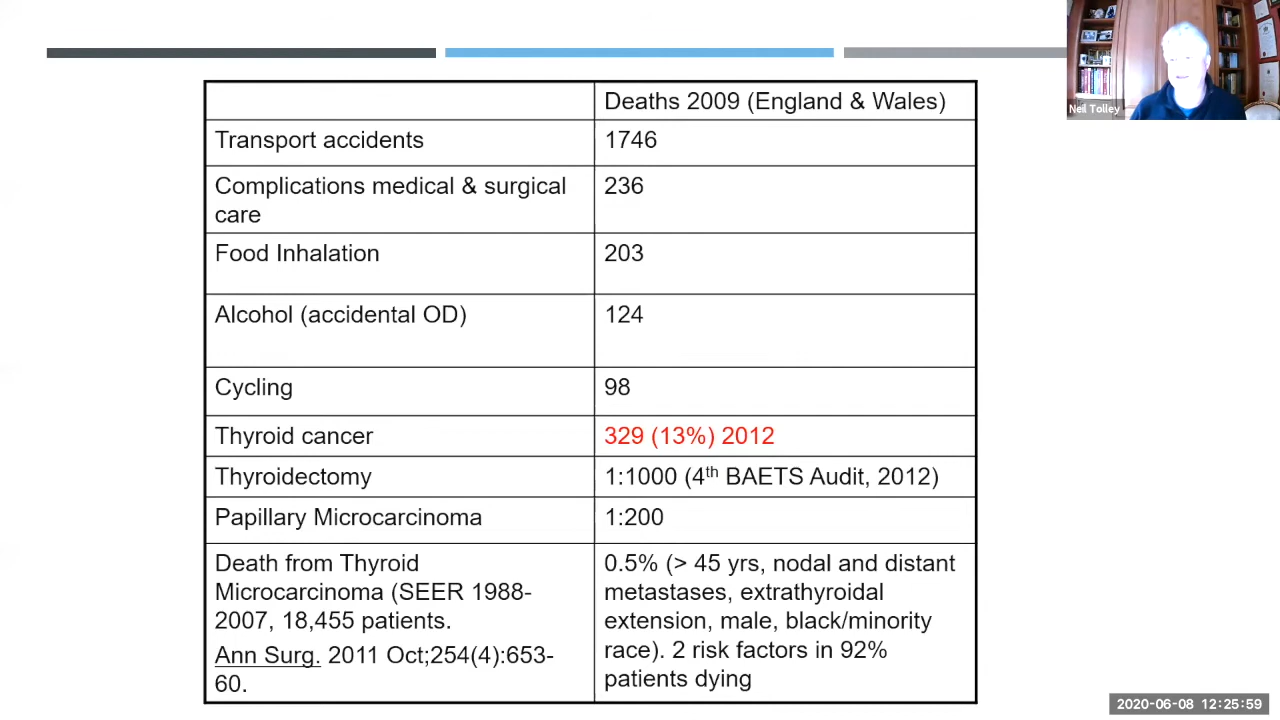 Deaths 2009 (England & Wales)
Transport accidents
1746
Complications medical & surgical
care
236
Food Inhalation
203
Alcohol (accidental OD)
124
Cycling
98
Thyroid cancer
329 (13%) 2012
Thyroidectomy
1:1000 (4th BAETS Audit, 2012)
Papillary Microcarcinoma
1:200
Death from Thyroid
Microcarcinoma (SEER 1988-
2007, 18,455 patients.
Ann Surg. 2011 Oct;254(4):653-
60.
0.5% (> 45 yrs, nodal and distant
metastases, extrathyroidal
extension, male, black/minority
race). 2 risk factors in 92%
patients dying
Neil Tolley
2020-06-08 12:25:59